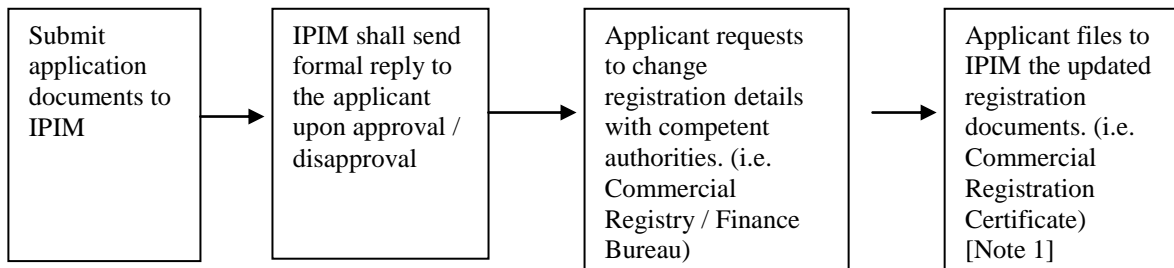 Submit
application
documents to
IPIM
IPIM shall send
formal reply to
the applicant
upon approval /
disapproval
Applicant requests
to change
registration details
with competent
authorities. (i.e.
Commercial
Registry / Finance
Bureau)
Applicant files to
IPIM the updated
registration
documents. (i.e.
Commercial
Registration
Certificate)
[Note 1]